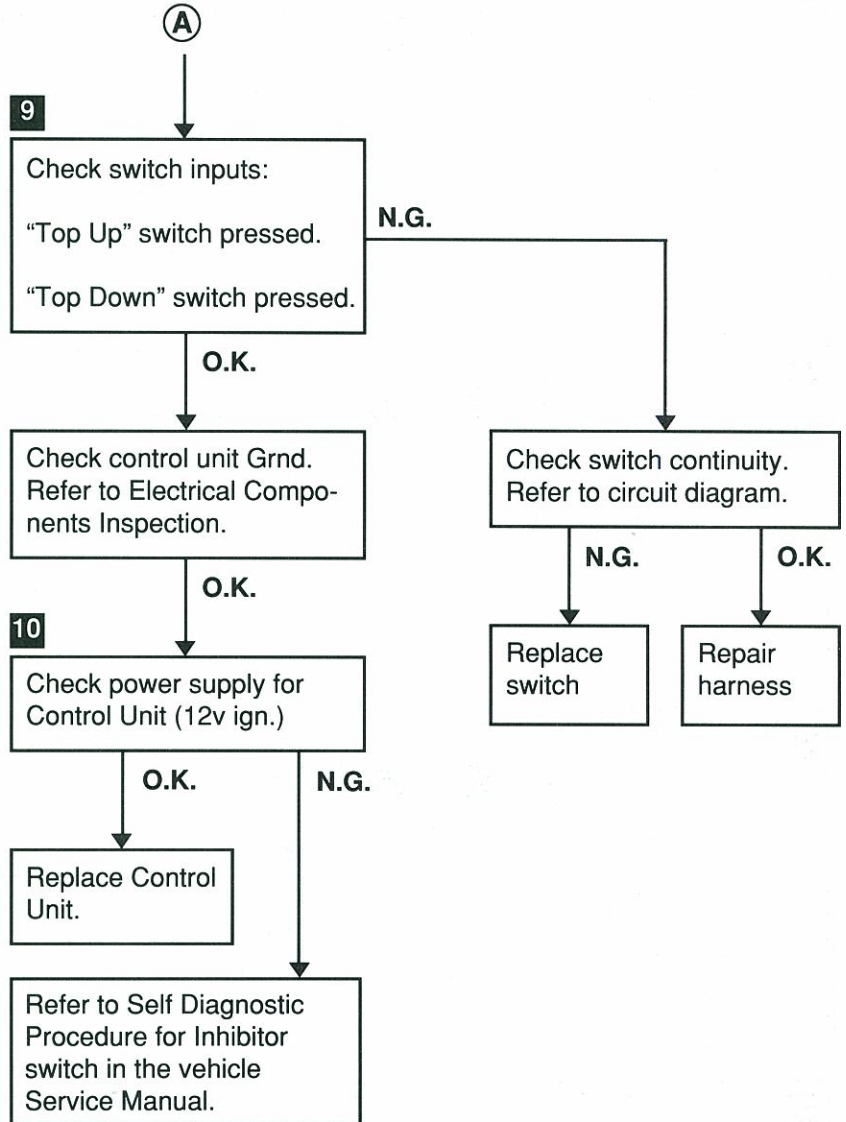 A
9
Check switch inputs:
“Top Up” switch pressed.
“Top Down” switch pressed.
N.G.
O.K.
Check control unit Grnd.
Refer to Electrical Compo-
nents Inspection.
Check switch continuity.
Refer to circuit diagram.
O.K.
N.G.
O.K.
10
Check power supply for
Control Unit (12v ign.)
Replace
switch
Repair
harness
O.K.
N.G.
Replace Control
Unit.
Refer to Self Diagnostic
Procedure for Inhibitor
switch in the vehicle
Service Manual.